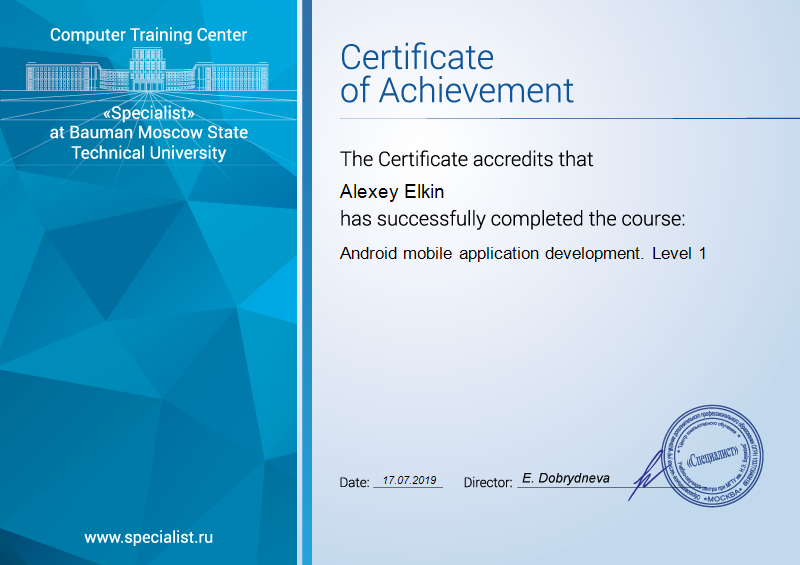 Computer Training Center
«Specialist»
at Bauman Moscow State
Technical University
www.specialist.ru
Certificate
of Achievement
The Certificate accredits that
Alexey Elkin
has successfully completed the course:
Android mobile application development. Level 1
Date: 17.07.2019 Director: E. Dobrydneva
«Специалист»
* МОСКВА *